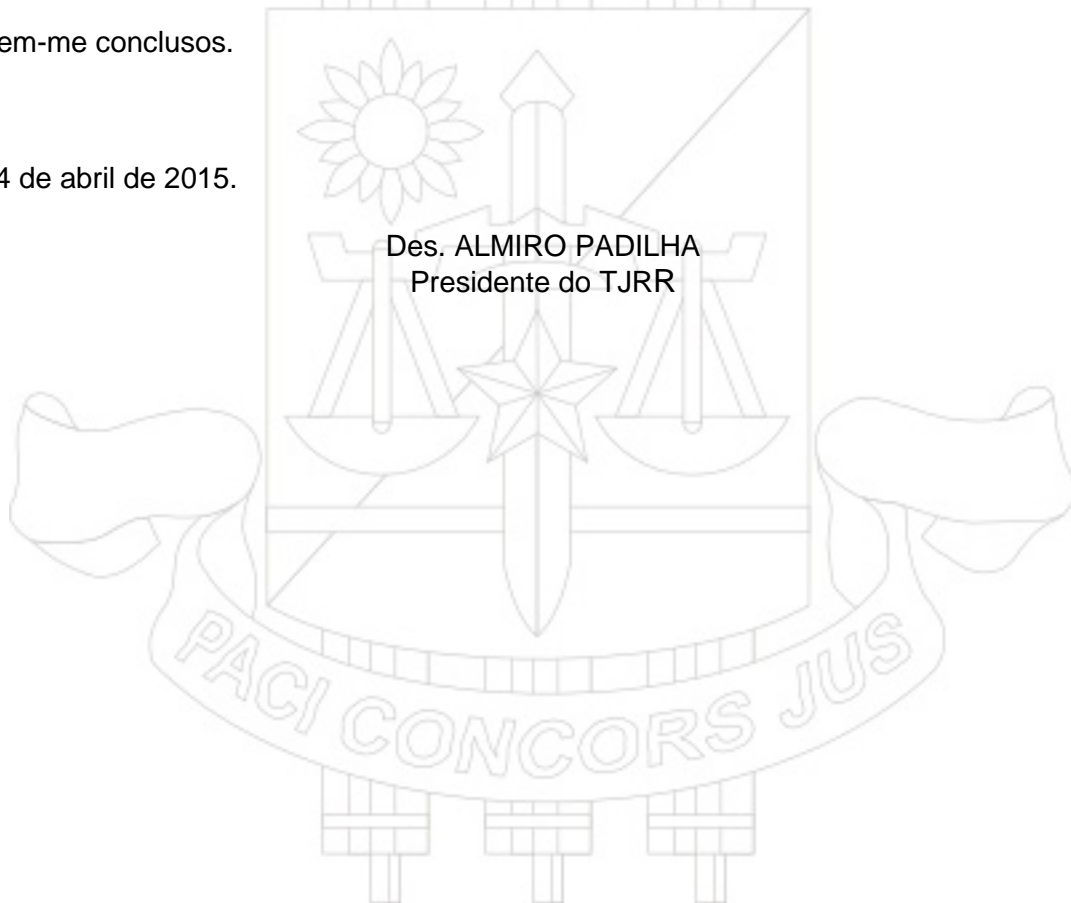 em-me conclusos.
4 de abril de 2015.
Des. ALMIRO PADILHA
Presidente do TJRR
PACI CONCORS JUS